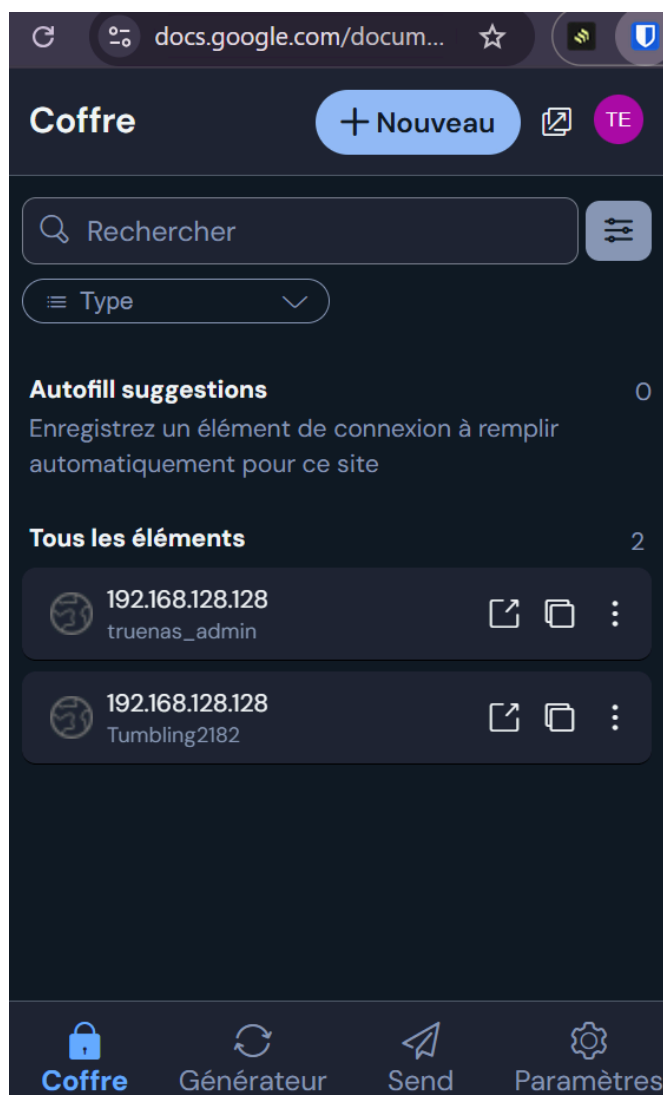 docs.google.com/docum...
Coffre
+ Nouveau
TE
Rechercher
Type
Autofill suggestions
0
Enregistrez un élément de connexion à remplir
automatiquement pour ce site
Tous les éléments
2
192.168.128.128
truenas_admin
192.168.128.128
Tumbling2182
Coffre
Générateur
Send
Paramètres